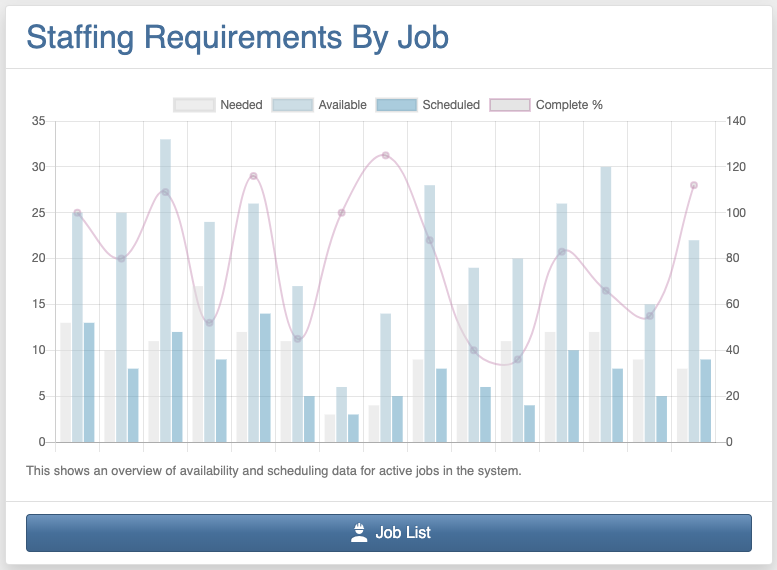 Staffing Requirements By Job
Needed Available Scheduled Complete %
35 140
30 120
25 100
20 80
15 60
10 40
5 20
0 0
This shows an overview of availability and scheduling data for active jobs in the system.
Job List